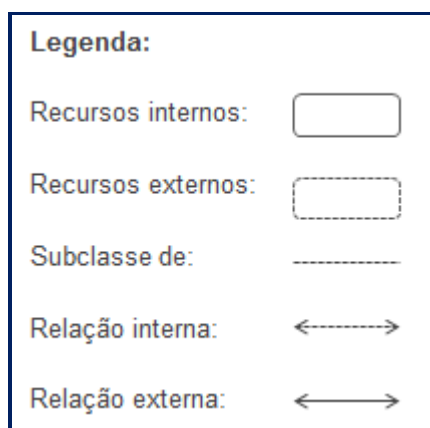 Legenda:
Recursos internos:
Recursos externos:
Subclasse de:
Relação interna:
Relação externa: